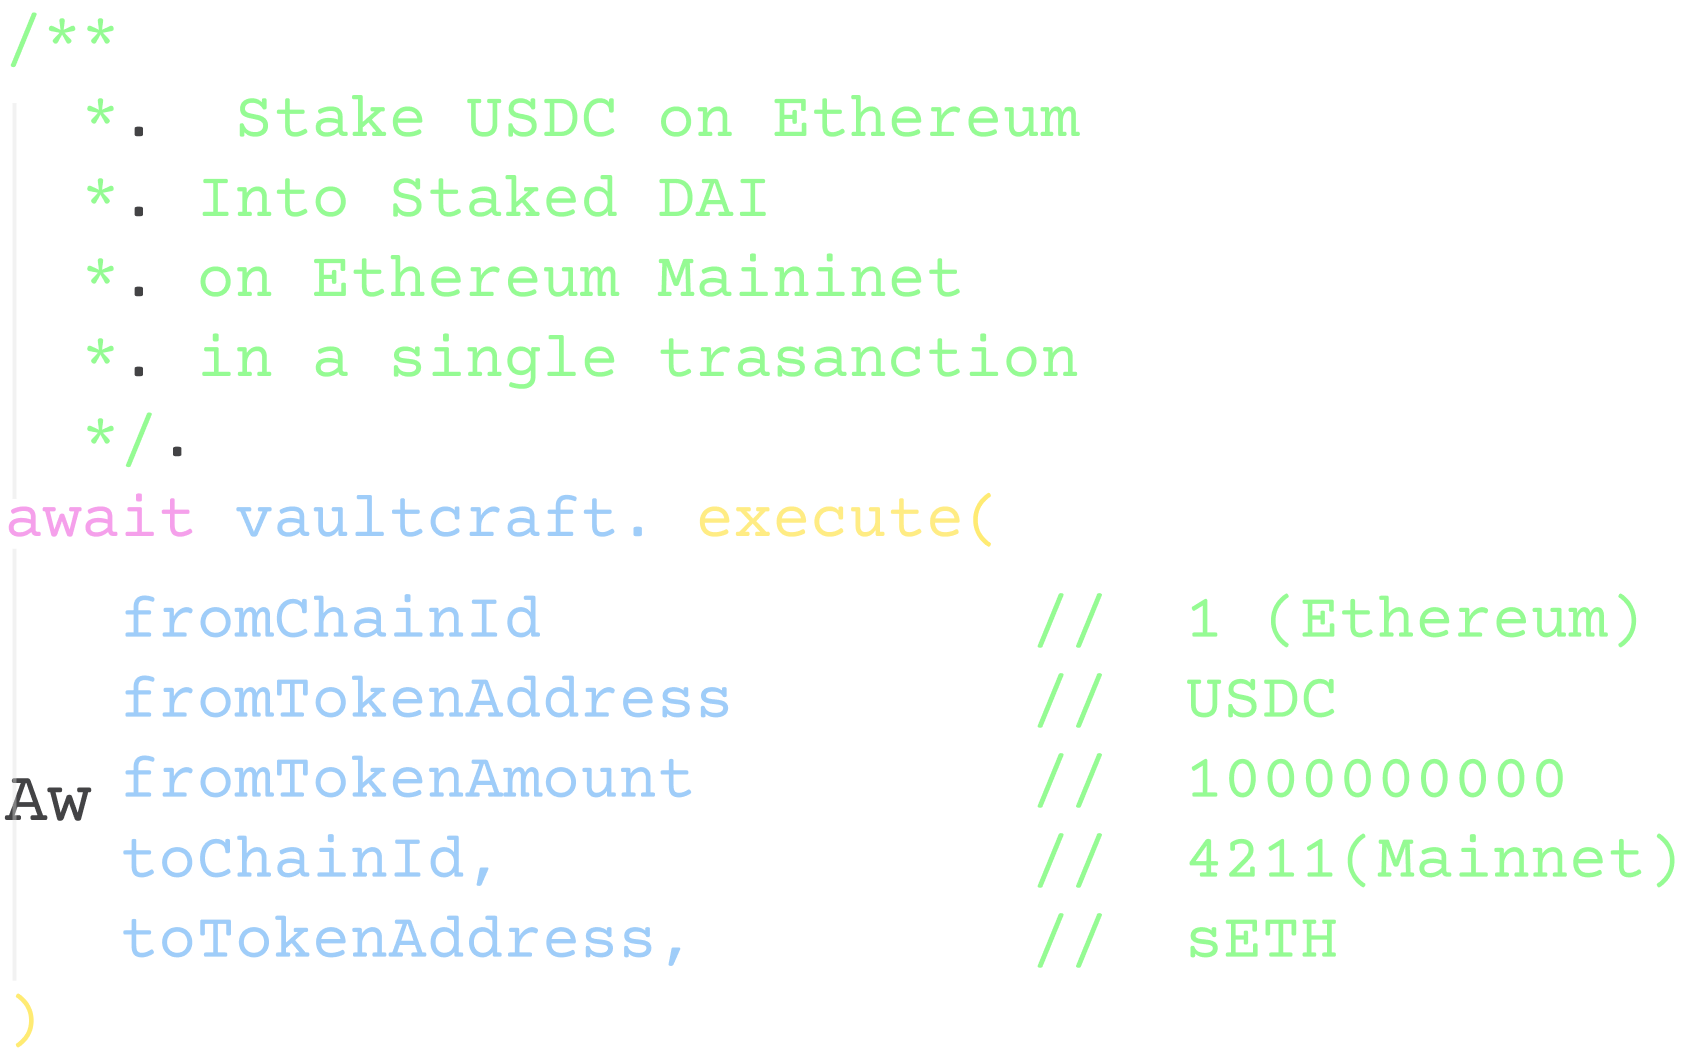 /**
*.  Stake USDC on Ethereum
*. Into Staked DAI
*. on Ethereum Maininet
*. in a single trasanction
*/.
await vaultcraft. execute(
fromChainId // 1 (Ethereum)
fromTokenAddress // USDC
fromTokenAmount // 1000000000
Aw
toChainId, // 4211(Mainnet)
toTokenAddress, // sETH
)